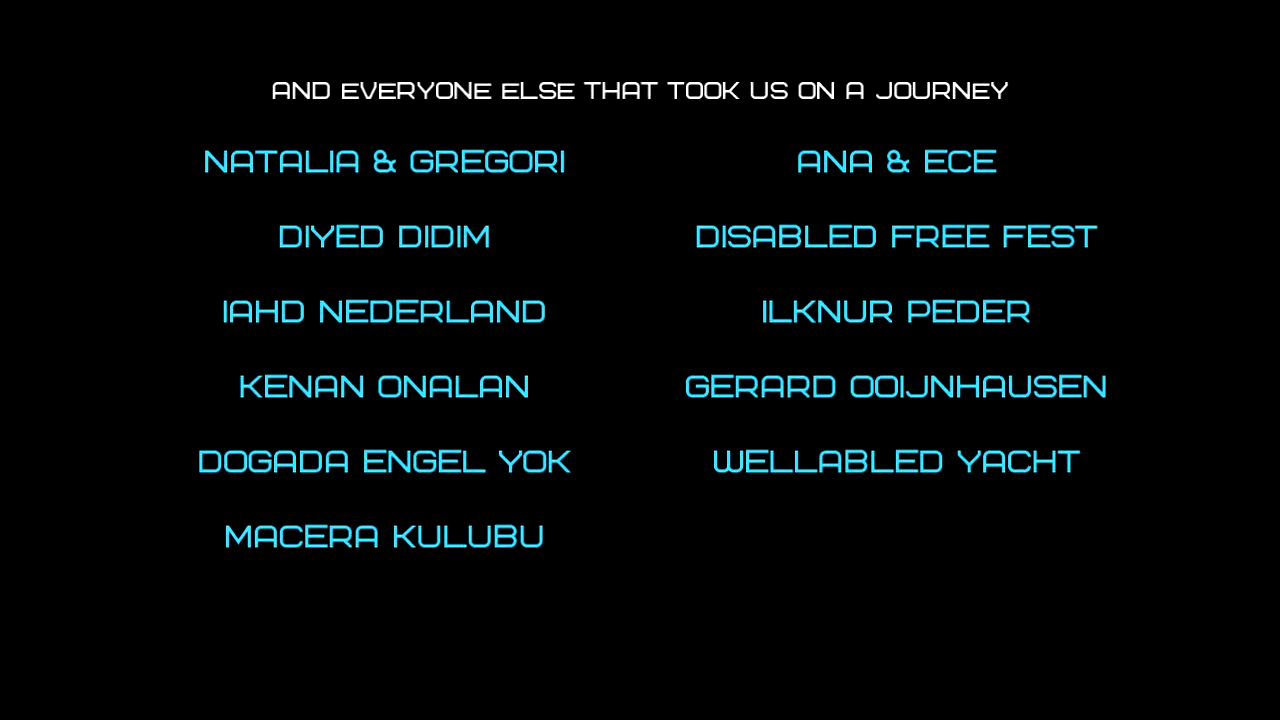 AND EVERYONE ELSE THAT TOOK US ON A JOURNEY
NATALIA & GREGORI
ANA & ECE
DIYED DIDIM
DISABLED FREE FEST
IAHD NEDERLAND
ILKNUR PEDER
KENAN ONALAN
GERARD OOIJNHAUSEN
DOGADA ENGEL YOK
WELLABLED YACHT
MACERA KULUBU